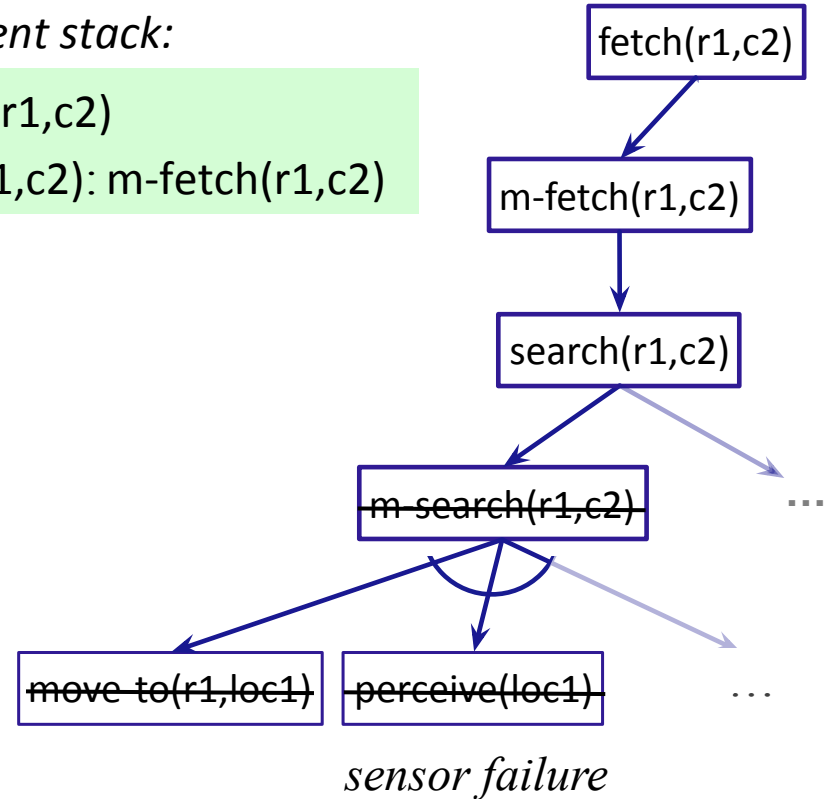 ent stack:
fetch(r1,c2)
r1,c2)
1,c2): m-fetch(r1,c2)
m-fetch(r1,c2)
search(r1,c2)
m-search(r1,c2)
...
move-to(r1,loc1)
perceive(loc1)
...
sensor failure